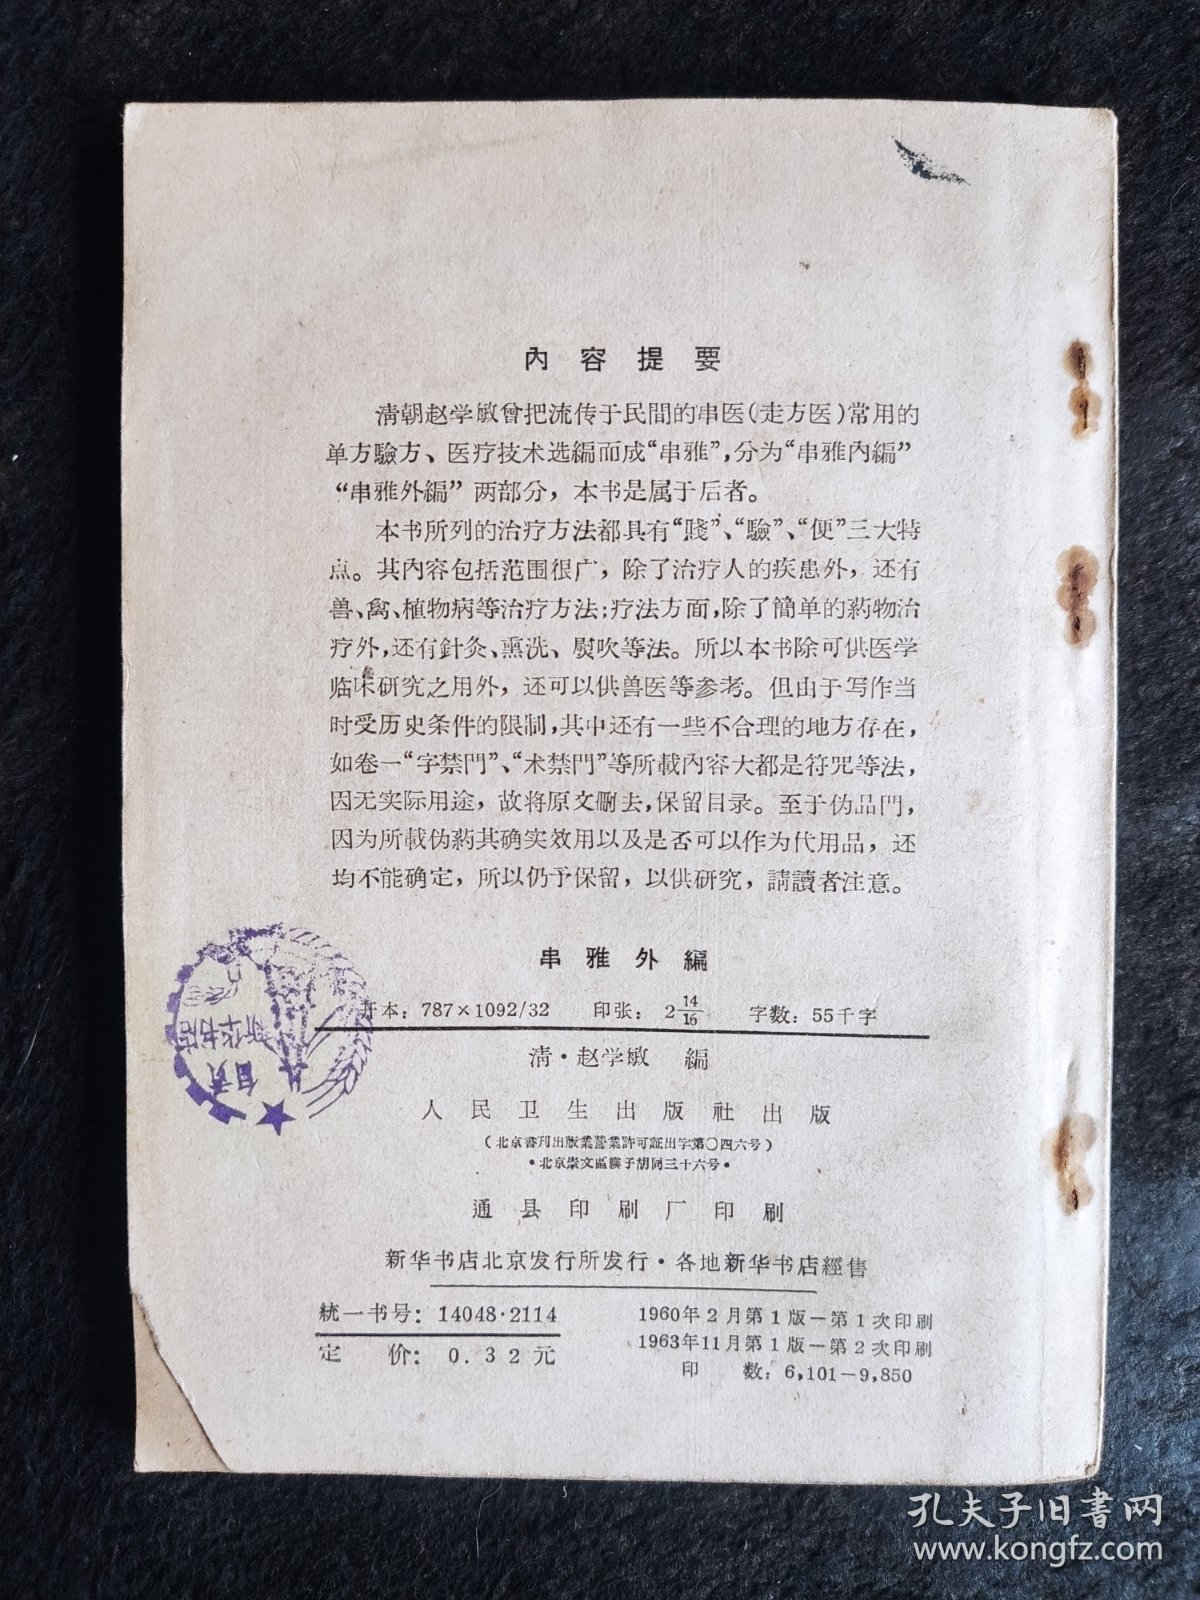 內容提要
清朝赵学敏曾把流传于民間的串医(走方医)常用的
单方驗方、医疗技术选編而成“串雅”,分为“串雅內編”
“串雅外編”两部分，本书是属于后者。
本书所列的治疗方法都具有“賤”、“驗”、“便”三大特
点。其內容包括范围很广，除了治疗人的疾患外，还有
兽、禽、植物病等治疗方法;疗法方面,除了簡单的葯物治
疗外,还有針灸、熏洗、熨吹等法。所以本书除可供医学
临床研究之用外，还可以供兽医等参考。但由于写作当
时受历史条件的限制,其中还有一些不合理的地方存在,
如卷一“字禁門”、“术禁門”等所載內容大都是符咒等法,
因无实际用途，故将原文刪去,保留目录。至于伪品門,
因为所載伪葯其确实效用以及是否可以作为代用品，还
均不能确定，所以仍予保留，以供研究，請讀者注意。
串雅外編
开本: 787×1092/32 印张: 2 14/16 字数: 55千字
清·赵学敏 編
人民卫生出版社出版
(北京書刊出版業營業許可証出字第〇四六号)
•北京崇文區𥻗子胡同三十六号•
通县印刷厂印刷
新华书店北京发行所发行·各地新华书店經售
統一书号: 14048·2114
定 价: 0.32元
1960年2月第1版—第1次印刷
1963年11月第1版—第2次印刷
印 数: 6,101—9,850
自贡
新华书店
孔夫子旧書网
www.kongfz.com